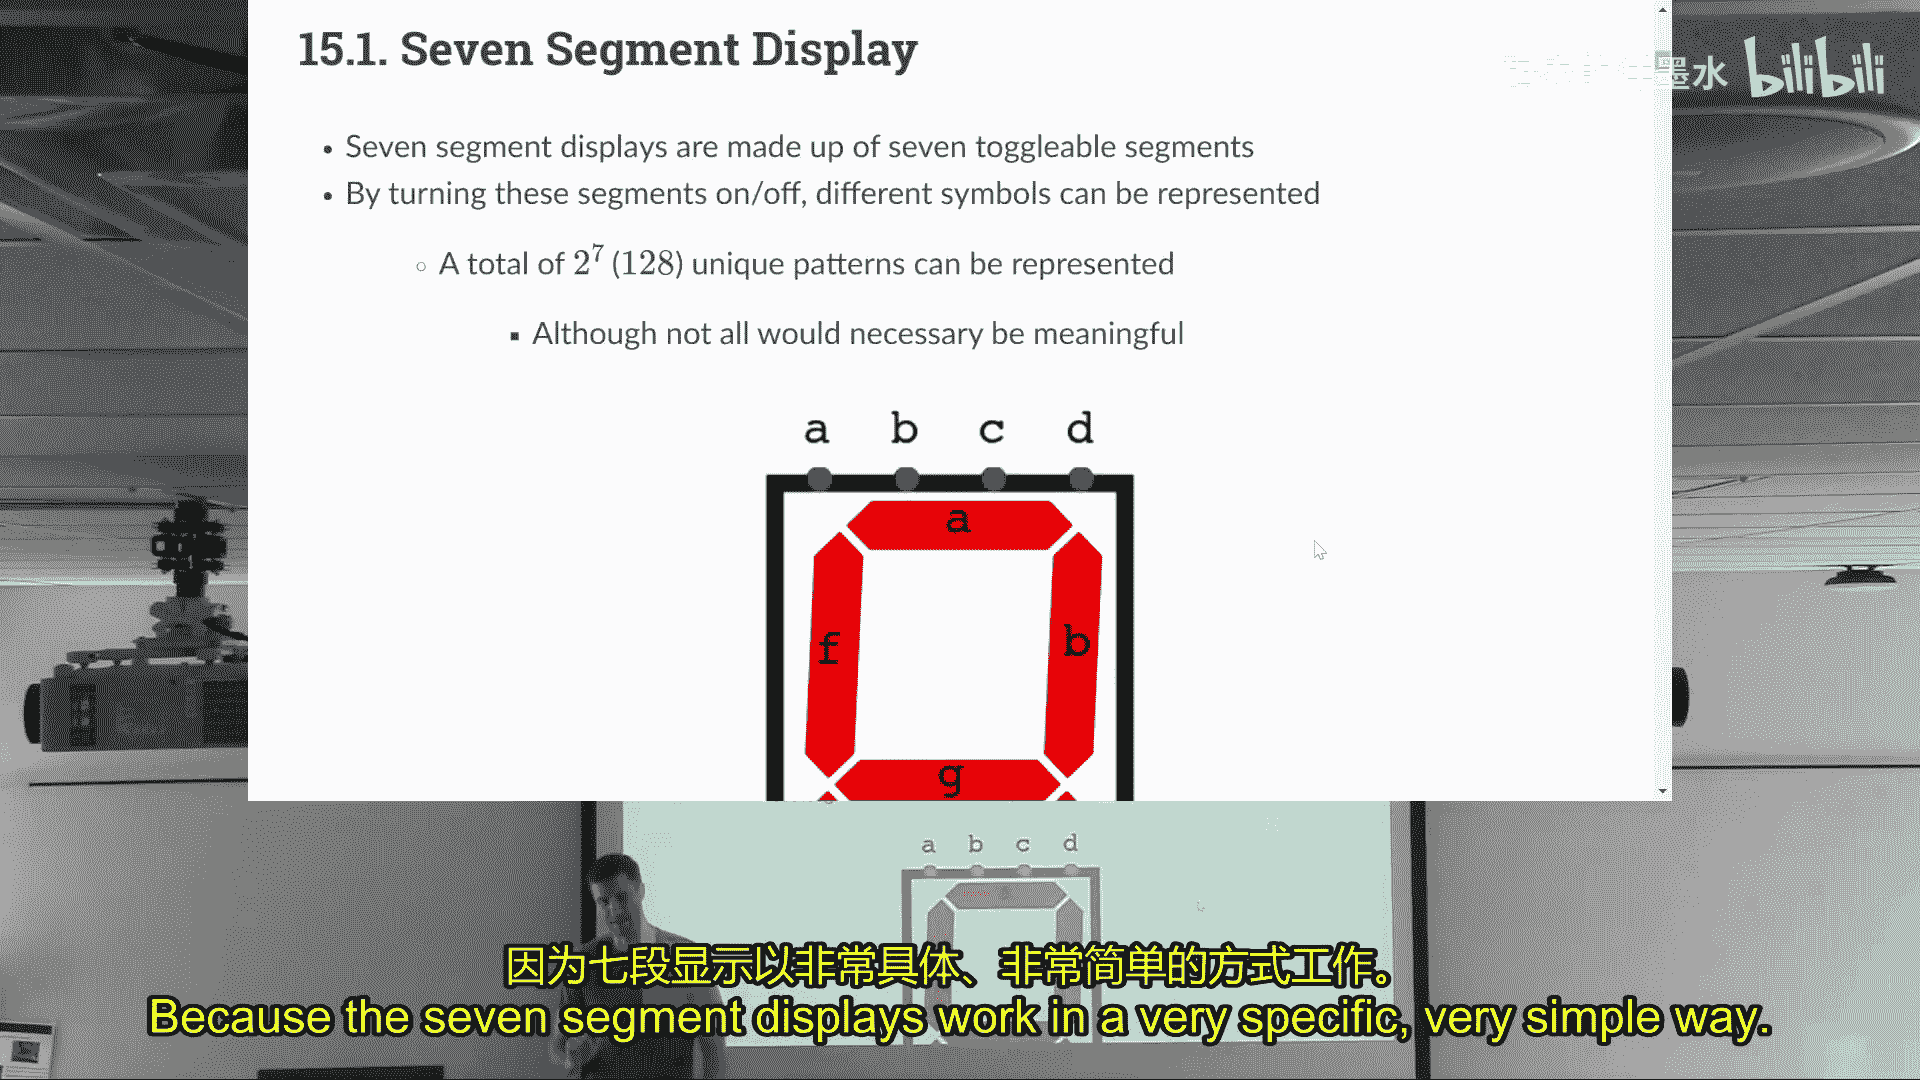 15.1. Seven Segment Display
墨水 bilibili
Seven segment displays are made up of seven toggleable segments
By turning these segments on/off, different symbols can be represented
A total of 2⁷ (128) unique patterns can be represented
Although not all would necessary be meaningful
a b c d
a
f b
g
a b c d
因为七段显示以非常具体、非常简单的方式工作。
Because the seven segment displays work in a very specific, very simple way.